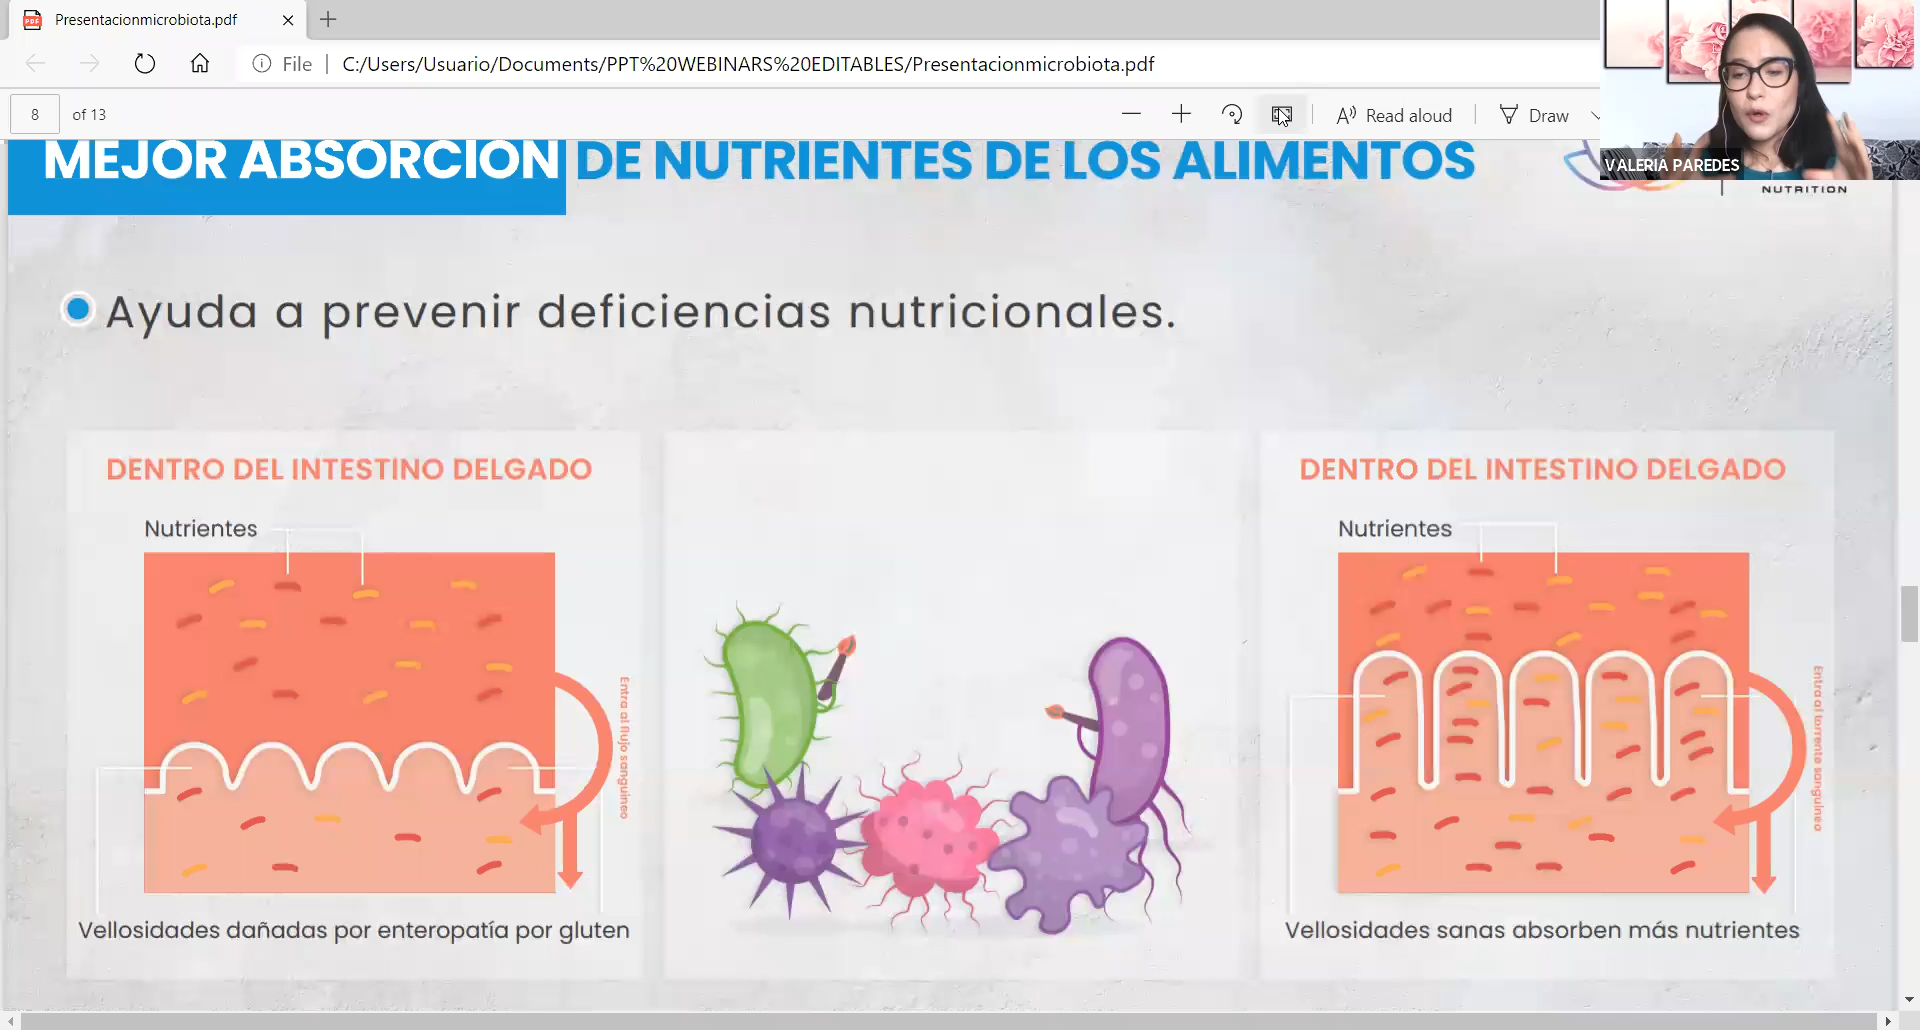 Presentacionmicrobiota.pdf
File
C:/Users/Usuario/Documents/PPT%20WEBINARS%20EDITABLES/Presentacionmicrobiota.pdf
8 of 13
Read aloud
Draw
VALERIA PAREDES
MEJOR ABSORCIÓN DE NUTRIENTES DE LOS ALIMENTOS
NUTRITION
Ayuda a prevenir deficiencias nutricionales.
DENTRO DEL INTESTINO DELGADO
Nutrientes
Entra al flujo sanguíneo
Vellosidades dañadas por enteropatía por gluten
DENTRO DEL INTESTINO DELGADO
Nutrientes
Entra al torrente sanguíneo
Vellosidades sanas absorben más nutrientes